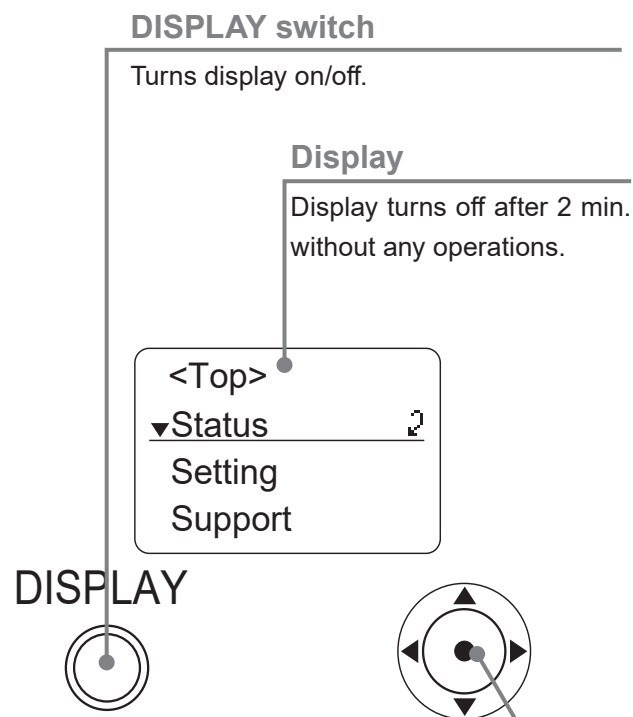 DISPLAY switch
Turns display on/off.
Display
Display turns off after 2 min.
without any operations.
<Top>
▼Status
Setting
Support
DISPLAY